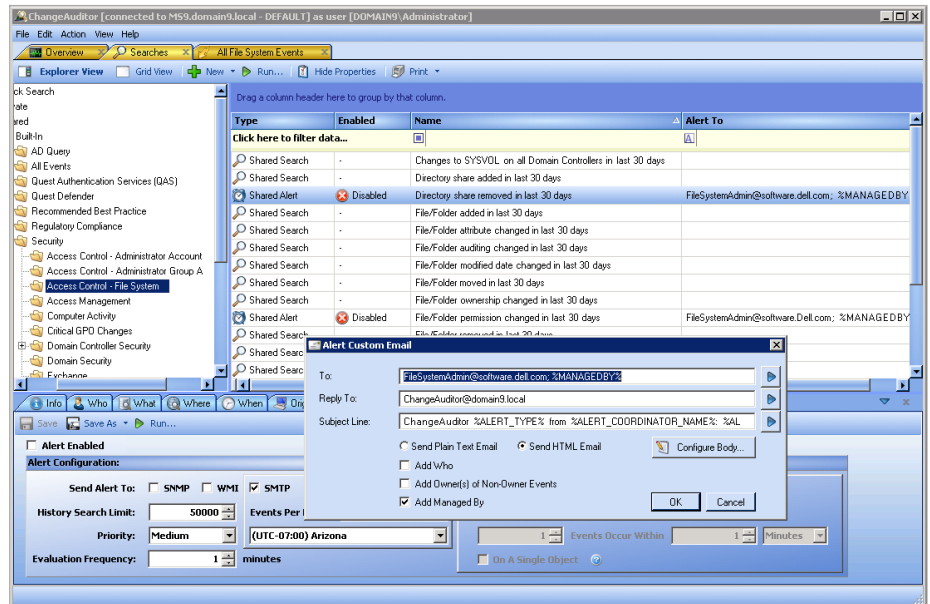 ChangeAuditor [connected to MS9.domain9.local - DEFAULT] as user [DOMAIN9\Administrator]
File Edit Action View Help
Overview Searches All File System Events
Explorer View Grid View New Run... Hide Properties Print
ck Search
vate
ared
Built-In
AD Query
All Events
Quest Authentication Services (QAS)
Quest Defender
Recommended Best Practice
Regulatory Compliance
Security
Access Control - Administrator Account
Access Control - Administrator Group A
Access Control - File System
Access Management
Computer Activity
Critical GPO Changes
Domain Controller Security
Domain Security
Exchange
Drag a column header here to group by that column.
Type Enabled Name Alert To
Click here to filter data...
Shared Search - Changes to SYSVOL on all Domain Controllers in last 30 days
Shared Search - Directory share added in last 30 days
Shared Alert Disabled Directory share removed in last 30 days FileSystemAdmin@software.dell.com; %MANAGEDBY
Shared Search - File/Folder added in last 30 days
Shared Search - File/Folder attribute changed in last 30 days
Shared Search - File/Folder auditing changed in last 30 days
Shared Search - File/Folder modified date changed in last 30 days
Shared Search - File/Folder moved in last 30 days
Shared Search - File/Folder ownership changed in last 30 days
Shared Alert Disabled File/Folder permission changed in last 30 days FileSystemAdmin@software.Dell.com; %MANAGEDBY
Shared Search - File/Folder removed in last 30 days
Shared Searc
Shared Searc
Alert Custom Email
To: FileSystemAdmin@software.dell.com; %MANAGEDBY%
Reply To: ChangeAuditor@domain9.local
Subject Line: ChangeAuditor %ALERT_TYPE% from %ALERT_COORDINATOR_NAME%: %AL
Send Plain Text Email Send HTML Email Configure Body...
Add Who
Add Owner(s) of Non-Owner Events
Add Managed By OK Cancel
Info Who What Where When Orig
Save Save As Run...
Alert Enabled
Alert Configuration:
Send Alert To: SNMP WMI SMTP
History Search Limit: 50000 Events Per
Priority: Medium (UTC-07:00) Arizona 1 Events Occur Within 1 Minutes
Evaluation Frequency: 1 minutes On A Single Object